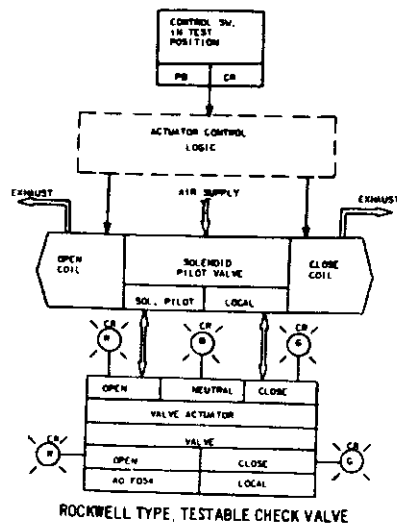 CONTROL SW.
IN TEST
POSITION
PB CR
ACTUATOR CONTROL
LOGIC
EXHAUST
AIR SUPPLY
EXHAUST
OPEN
COIL
SOLENOID
PILOT VALVE
CLOSE
COIL
SOL. PILOT LOCAL
CR CR CR
R G
OPEN NEUTRAL CLOSE
VALVE ACTUATOR
VALVE
CR CR
OPEN CLOSE
R G
AO F054 LOCAL
ROCKWELL TYPE, TESTABLE CHECK VALVE